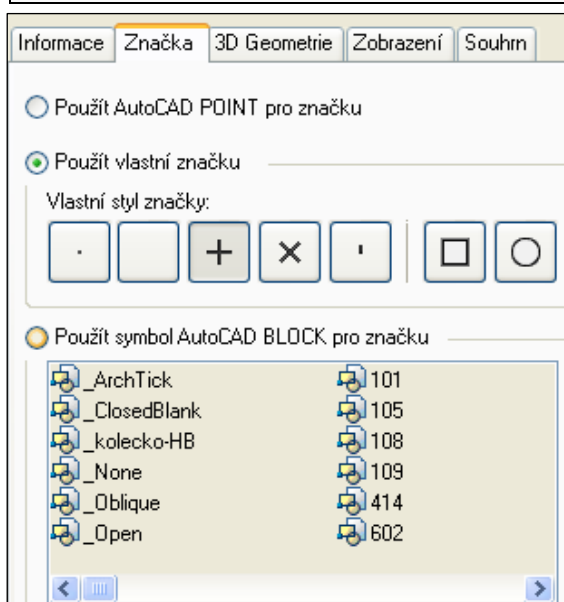 Informace Značka 3D Geometrie Zobrazení Souhrn
Použít AutoCAD POINT pro značku
Použít vlastní značku
Vlastní styl značky:
Použít symbol AutoCAD BLOCK pro značku
_ArchTick 101
_ClosedBlank 105
_kolecko-HB 108
_None 109
_Oblique 414
_Open 602